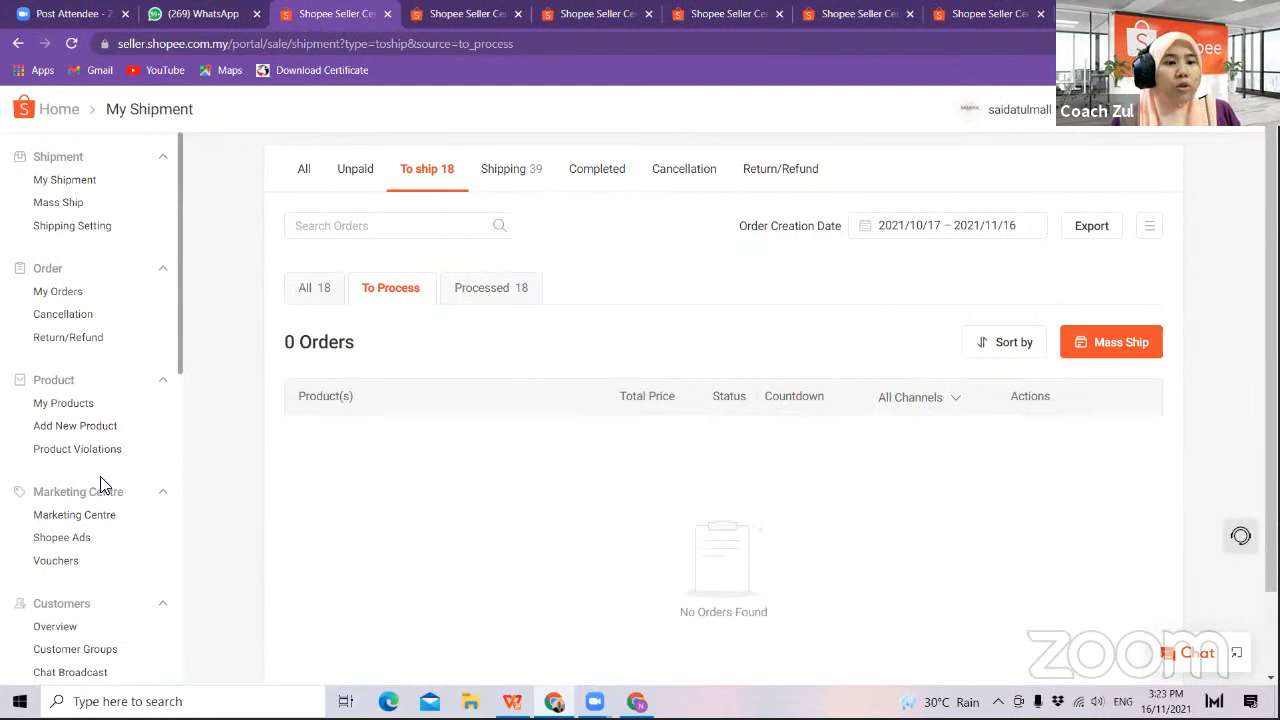 Post Attendee - Z
(269) WhatsApp
Shopee Seller Ce
Shopee Seller Ce
Shopee Seller Ce
Shopee Seller Ce
Shopee Seller Ce
Shopee Seller Ce
seller.shopee.com.my/portal/sale/shipment?type=toship&source=to_process
Apps
Gmail
YouTube
Maps
Download Certificate
Coach Zul
Home > My Shipment
saidatulmall
Shipment
My Shipment
Mass Ship
Shipping Setting
Order
My Orders
Cancellation
Return/Refund
Product
My Products
Add New Product
Product Violations
Marketing Centre
Marketing Centre
Shopee Ads
Vouchers
Customers
Overview
Customer Groups
Chat Broadcast
All
Unpaid
To ship 18
Shipping 39
Completed
Cancellation
Return/Refund
Search Orders
Order Creation Date
2021/10/17 – 2021/11/16
Export
All 18
To Process
Processed 18
0 Orders
Sort by
Mass Ship
Product(s)
Total Price
Status
Countdown
All Channels
Actions
No Orders Found
zoom
Chat
Type here to search
30°C Rain
ENG
3:23 PM
16/11/2021